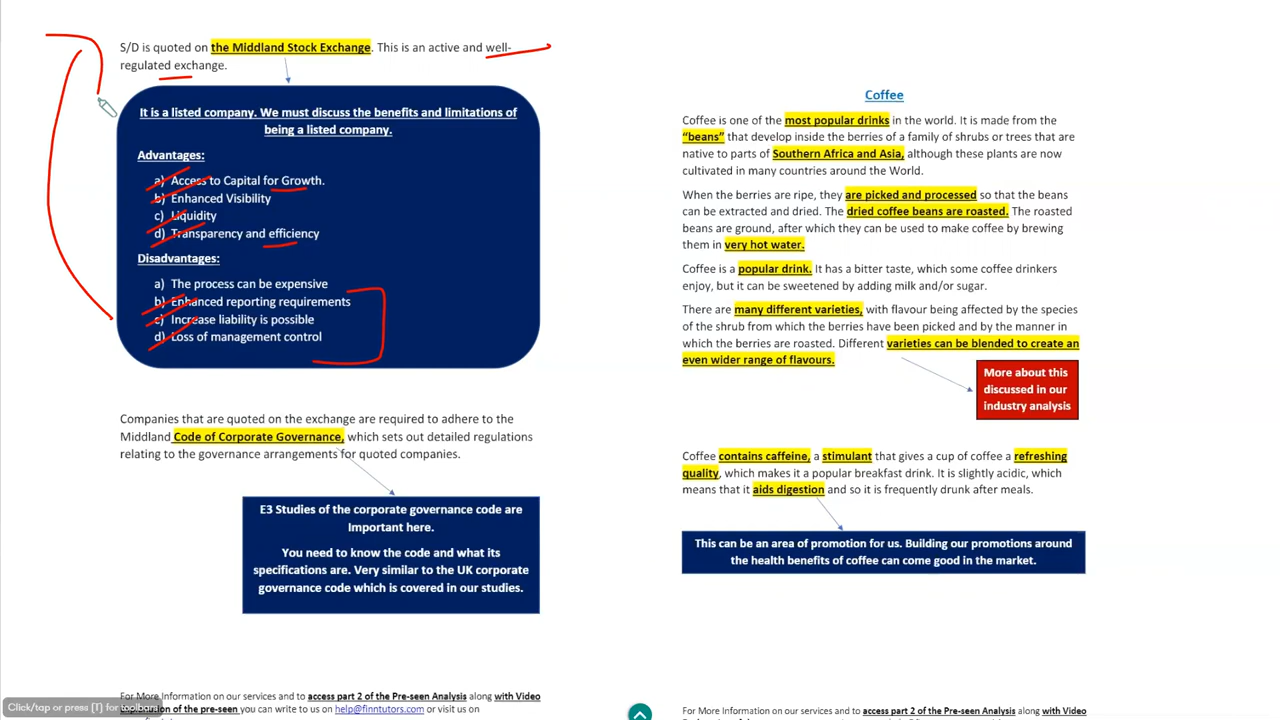 S/D is quoted on the Middland Stock Exchange. This is an active and well-
regulated exchange.
It is a listed company. We must discuss the benefits and limitations of
being a listed company.
Advantages:
a) Access to Capital for Growth.
b) Enhanced Visibility
c) Liquidity
d) Transparency and efficiency
Disadvantages:
a) The process can be expensive
b) Enhanced reporting requirements
c) Increase liability is possible
d) Loss of management control
Companies that are quoted on the exchange are required to adhere to the
Middland Code of Corporate Governance, which sets out detailed regulations
relating to the governance arrangements for quoted companies.
E3 Studies of the corporate governance code are
Important here.
You need to know the code and what its
specifications are. Very similar to the UK corporate
governance code which is covered in our studies.
For More Information on our services and to access part 2 of the Pre-seen Analysis along with Video
explanation of the pre-seen you can write to us on help@finntutors.com or visit us on
Click/tap or press [1] for toolbars
Coffee
Coffee is one of the most popular drinks in the world. It is made from the
“beans” that develop inside the berries of a family of shrubs or trees that are
native to parts of Southern Africa and Asia, although these plants are now
cultivated in many countries around the World.
When the berries are ripe, they are picked and processed so that the beans
can be extracted and dried. The dried coffee beans are roasted. The roasted
beans are ground, after which they can be used to make coffee by brewing
them in very hot water.
Coffee is a popular drink. It has a bitter taste, which some coffee drinkers
enjoy, but it can be sweetened by adding milk and/or sugar.
There are many different varieties, with flavour being affected by the species
of the shrub from which the berries have been picked and by the manner in
which the berries are roasted. Different varieties can be blended to create an
even wider range of flavours.
More about this
discussed in our
industry analysis
Coffee contains caffeine, a stimulant that gives a cup of coffee a refreshing
quality, which makes it a popular breakfast drink. It is slightly acidic, which
means that it aids digestion and so it is frequently drunk after meals.
This can be an area of promotion for us. Building our promotions around
the health benefits of coffee can come good in the market.
For More Information on our services and to access part 2 of the Pre-seen Analysis along with Video